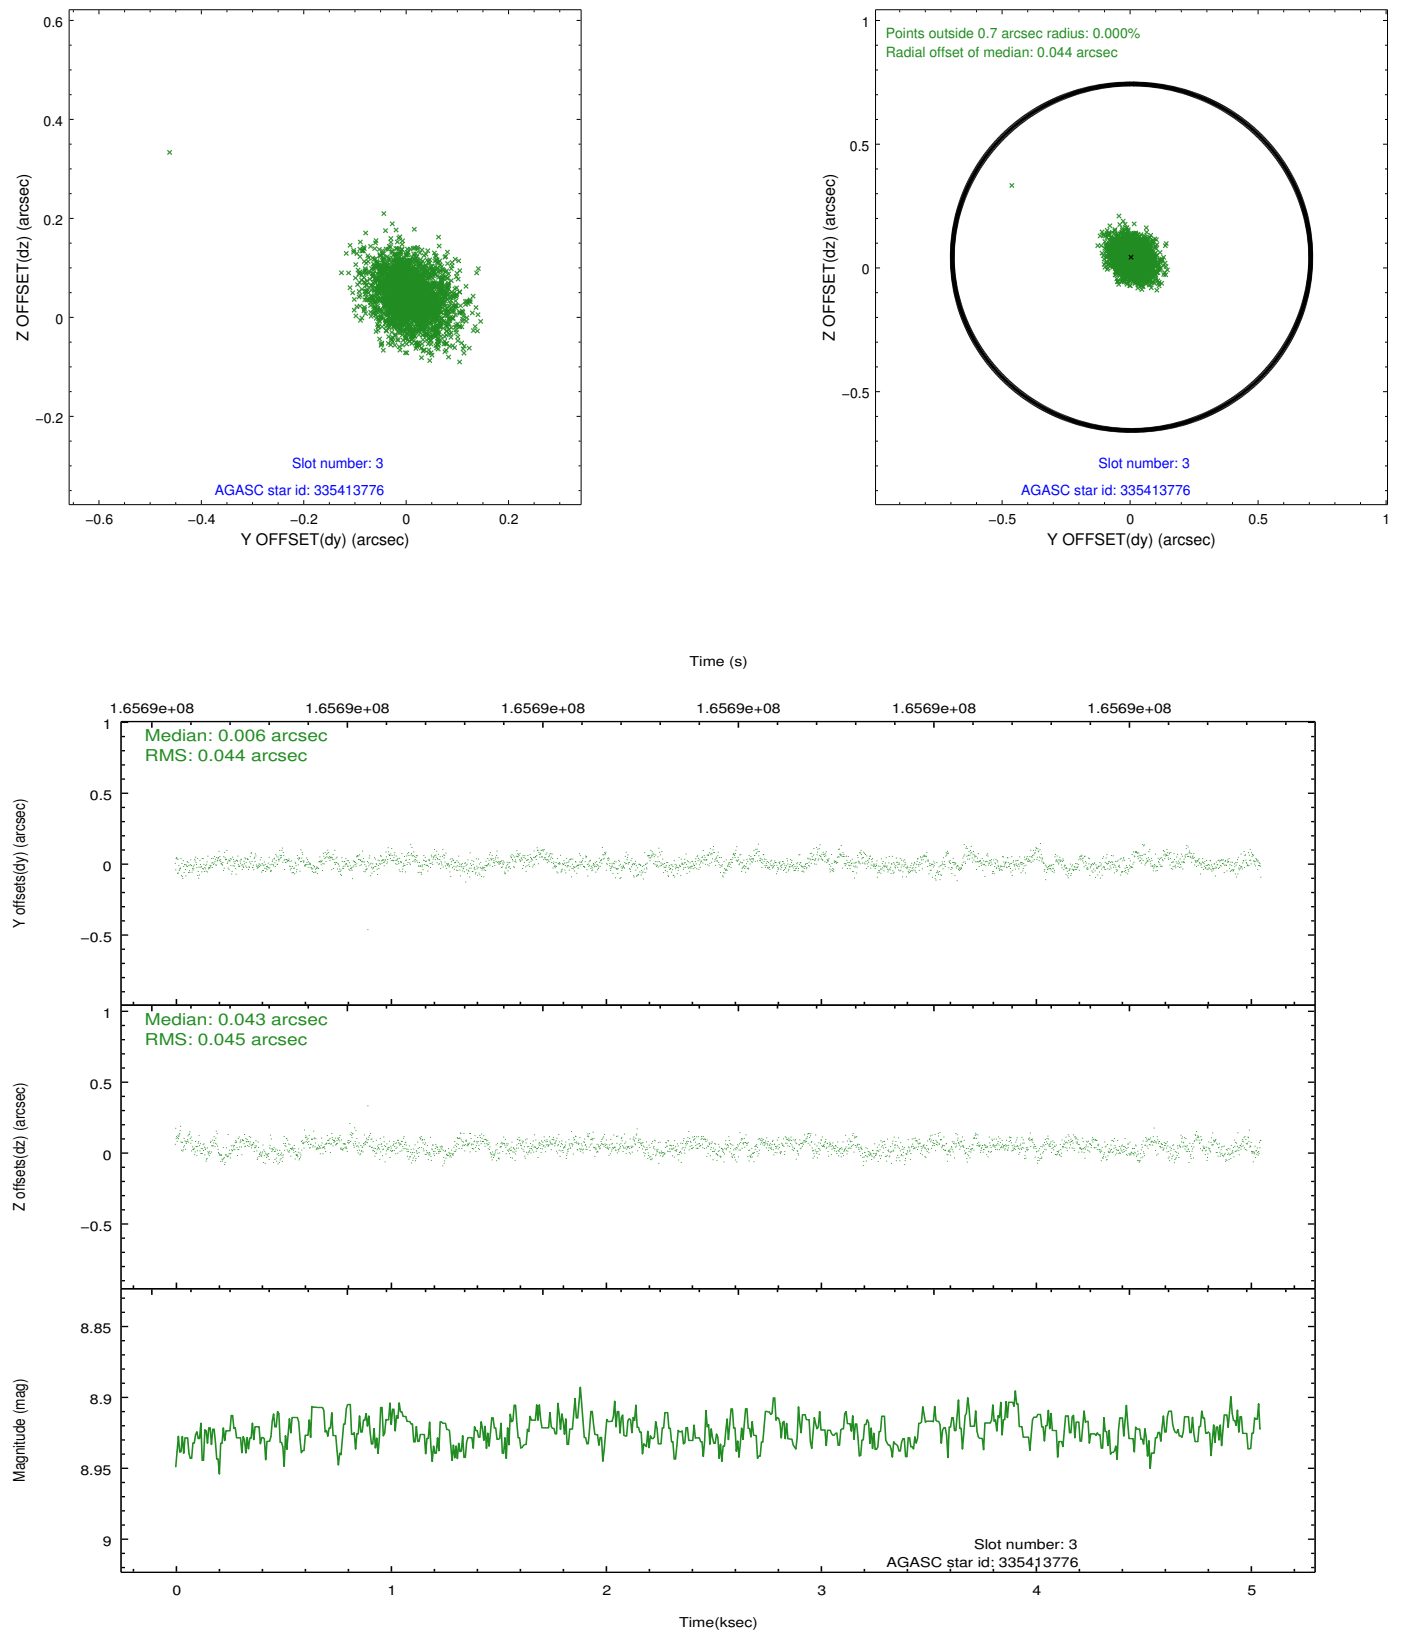 0.6
0.4
0.2
0
−0.2
Z OFFSET(dz) (arcsec)
Slot number: 3
AGASC star id: 335413776
−0.6 −0.4 −0.2 0 0.2
Y OFFSET(dy) (arcsec)
Points outside 0.7 arcsec radius: 0.000%
Radial offset of median: 0.044 arcsec
1
0.5
0
−0.5
Z OFFSET(dz) (arcsec)
Slot number: 3
AGASC star id: 335413776
−0.5 0 0.5 1
Y OFFSET(dy) (arcsec)
Time (s)
1.6569e+08 1.6569e+08 1.6569e+08 1.6569e+08 1.6569e+08 1.6569e+08
Median: 0.006 arcsec
RMS: 0.044 arcsec
1
0.5
0
−0.5
Y offsets(dy) (arcsec)
Median: 0.043 arcsec
RMS: 0.045 arcsec
1
0.5
0
−0.5
Z offsets(dz) (arcsec)
8.85
8.9
8.95
9
Magnitude (mag)
Slot number: 3
AGASC star id: 335413776
0 1 2 3 4 5
Time(ksec)